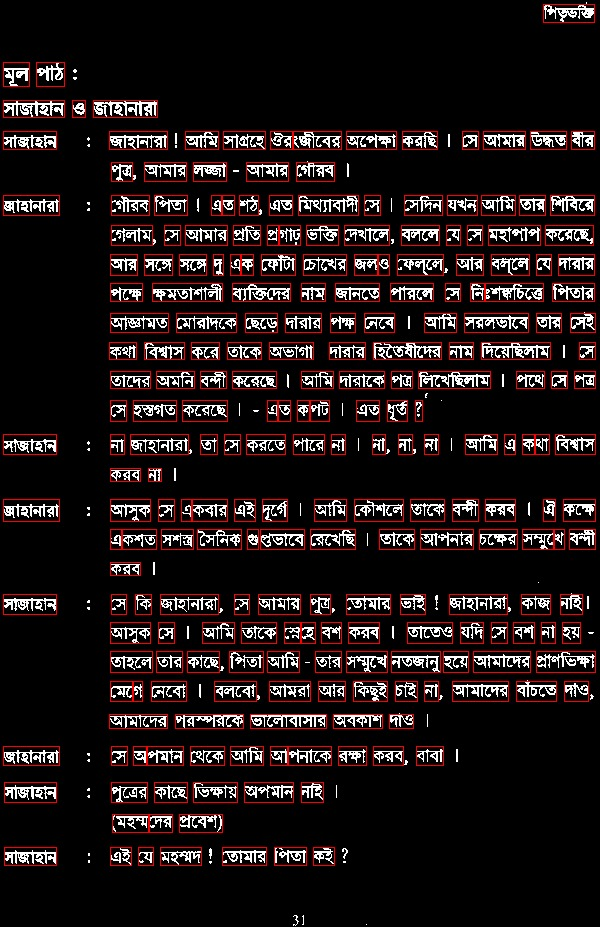 পিতৃভক্তি
মূল পাঠ :
সাজাহান ও জাহানারা
সাজাহান : জাহানারা ! আমি সাগ্রহে ঔরংজীবের অপেক্ষা করছি । সে আমার উদ্ধত বীর
পুত্র, আমার লজ্জা - আমার গৌরব ।
জাহানারা : গৌরব পিতা ! এত শঠ, এত মিথ্যাবাদী সে । সেদিন যখন আমি তার শিবিরে
গেলাম, সে আমার প্রতি প্রগাঢ় ভক্তি দেখালে, বললে যে সে মহাপাপ করেছে,
আর সঙ্গে সঙ্গে দু এক ফোঁটা চোখের জলও ফেল্‌লে, আর বল্‌লে যে দারার
পক্ষে ক্ষমতাশালী ব্যক্তিদের নাম জানতে পারলে সে নিঃশঙ্কচিত্তে পিতার
আজ্ঞামত মোরাদকে ছেড়ে দারার পক্ষ নেবে । আমি সরলভাবে তার সেই
কথা বিশ্বাস করে তাকে অভাগা দারার হিতৈষীদের নাম দিয়েছিলাম । সে
তাদের অমনি বন্দী করেছে । আমি দারাকে পত্র লিখেছিলাম । পথে সে পত্র
সে হস্তগত করেছে । - এত কপট । এত ধূর্ত ?
সাজাহান : না জাহানারা, তা সে করতে পারে না । না, না, না । আমি এ কথা বিশ্বাস
করব না ।
জাহানারা : আসুক সে একবার এই দূর্গে । আমি কৌশলে তাকে বন্দী করব । ঐ কক্ষে
একশত সশস্ত্র সৈনিক গুপ্তভাবে রেখেছি । তাকে আপনার চক্ষের সম্মুখে বন্দী
করব ।
সাজাহান : সে কি জাহানারা, সে আমার পুত্র, তোমার ভাই ! জাহানারা, কাজ নাই।
আসুক সে । আমি তাকে স্নেহে বশ করব । তাতেও যদি সে বশ না হয় -
তাহলে তার কাছে, পিতা আমি - তার সম্মুখে নতজানু হয়ে আমাদের প্রাণভিক্ষা
মেগে নেবো । বলবো, আমরা আর কিছুই চাই না, আমাদের বাঁচতে দাও,
আমাদের পরস্পরকে ভালোবাসার অবকাশ দাও ।
জাহানারা : সে অপমান থেকে আমি আপনাকে রক্ষা করব, বাবা ।
সাজাহান : পুত্রের কাছে ভিক্ষায় অপমান নাই ।
(মহম্মদের প্রবেশ)
সাজাহান : এই যে মহম্মদ ! তোমার পিতা কই ?
31